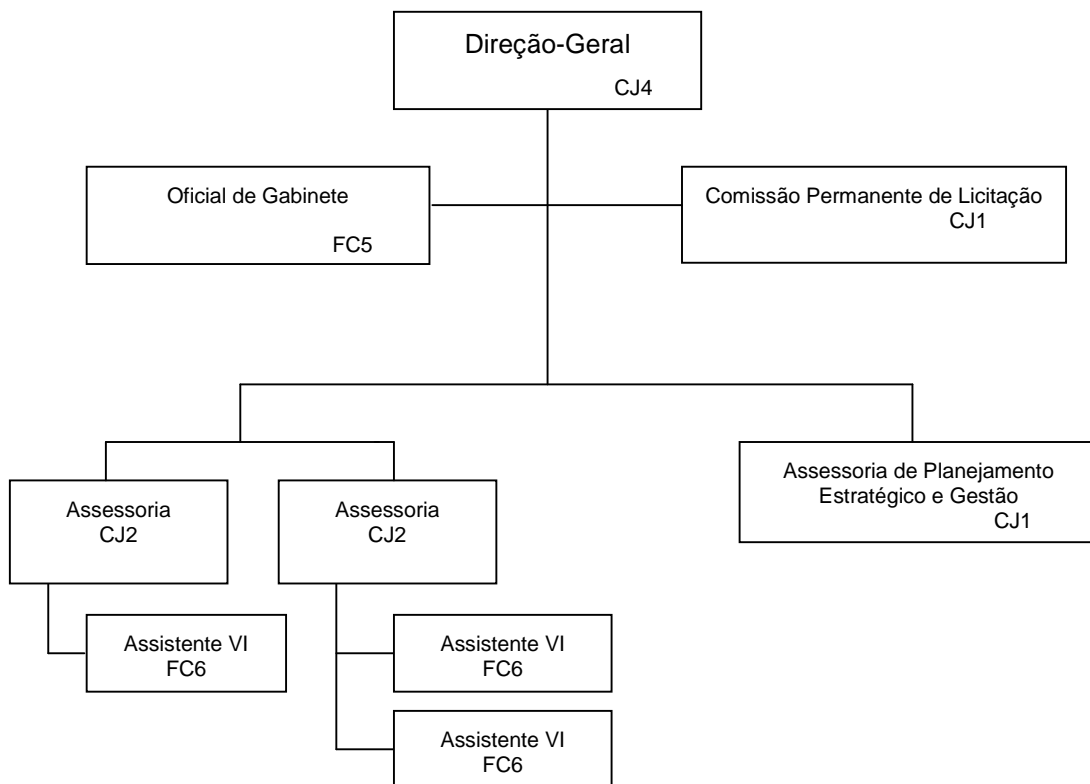 Direção-Geral
CJ4
Oficial de Gabinete
FC5
Comissão Permanente de Licitação
CJ1
Assessoria
CJ2
Assessoria
CJ2
Assessoria de Planejamento
Estratégico e Gestão
CJ1
Assistente VI
FC6
Assistente VI
FC6
Assistente VI
FC6